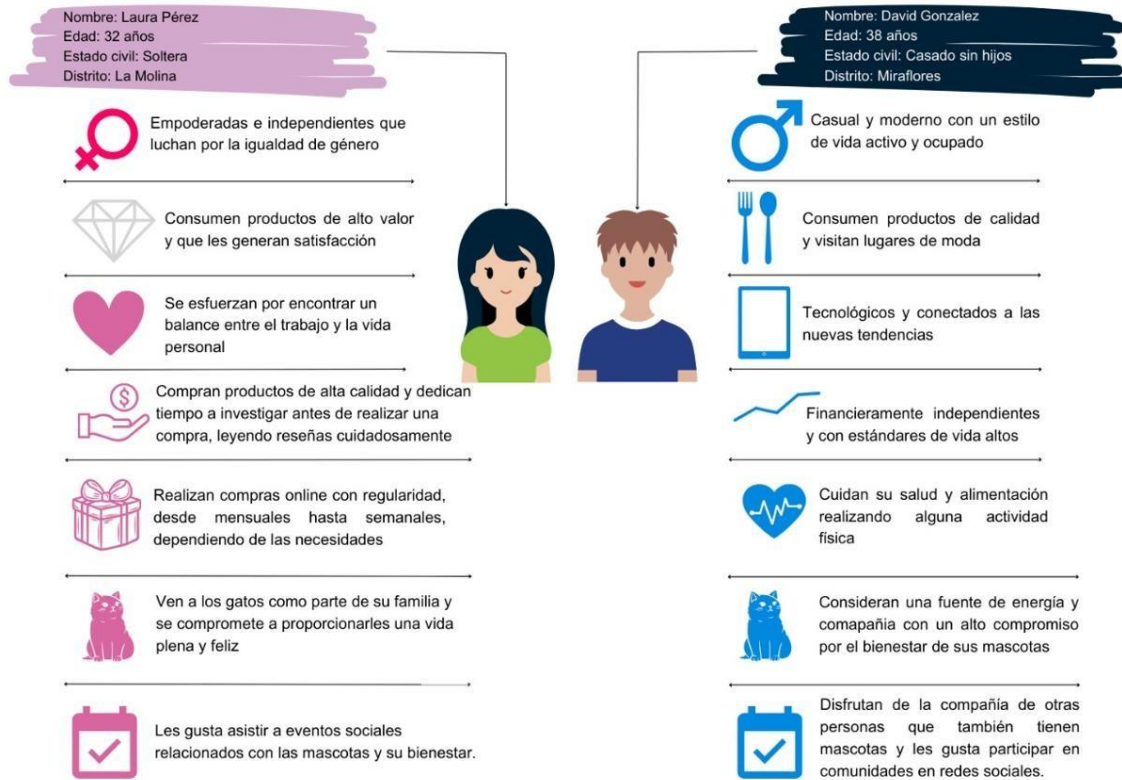 Nombre: Laura Pérez
Edad: 32 años
Estado civil: Soltera
Distrito: La Molina
Empoderadas e independientes que
luchan por la igualdad de género
Consumen productos de alto valor
y que les generan satisfacción
Se esfuerzan por encontrar un
balance entre el trabajo y la vida
personal
$
Compran productos de alta calidad y dedican
tiempo a investigar antes de realizar una
compra, leyendo reseñas cuidadosamente
Realizan compras online con regularidad,
desde mensuales hasta semanales,
dependiendo de las necesidades
Ven a los gatos como parte de su familia y
se compromete a proporcionarles una vida
plena y feliz
Les gusta asistir a eventos sociales
relacionados con las mascotas y su bienestar.
Nombre: David Gonzalez
Edad: 38 años
Estado civil: Casado sin hijos
Distrito: Miraflores
Casual y moderno con un estilo
de vida activo y ocupado
Consumen productos de calidad
y visitan lugares de moda
Tecnológicos y conectados a las
nuevas tendencias
Financieramente independientes
y con estándares de vida altos
Cuidan su salud y alimentación
realizando alguna actividad
física
Consideran una fuente de energía y
comapañia con un alto compromiso
por el bienestar de sus mascotas
Disfrutan de la compañía de otras
personas que también tienen
mascotas y les gusta participar en
comunidades en redes sociales.